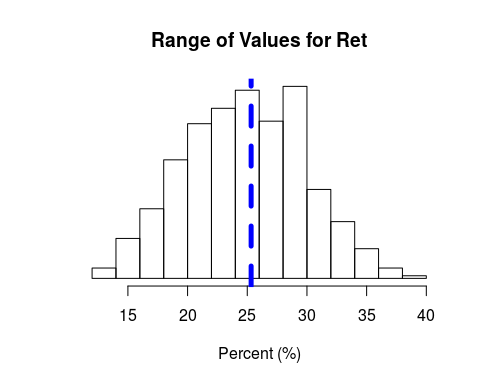 Range of Values for Ret
15 20 25 30 35 40
Percent (%)